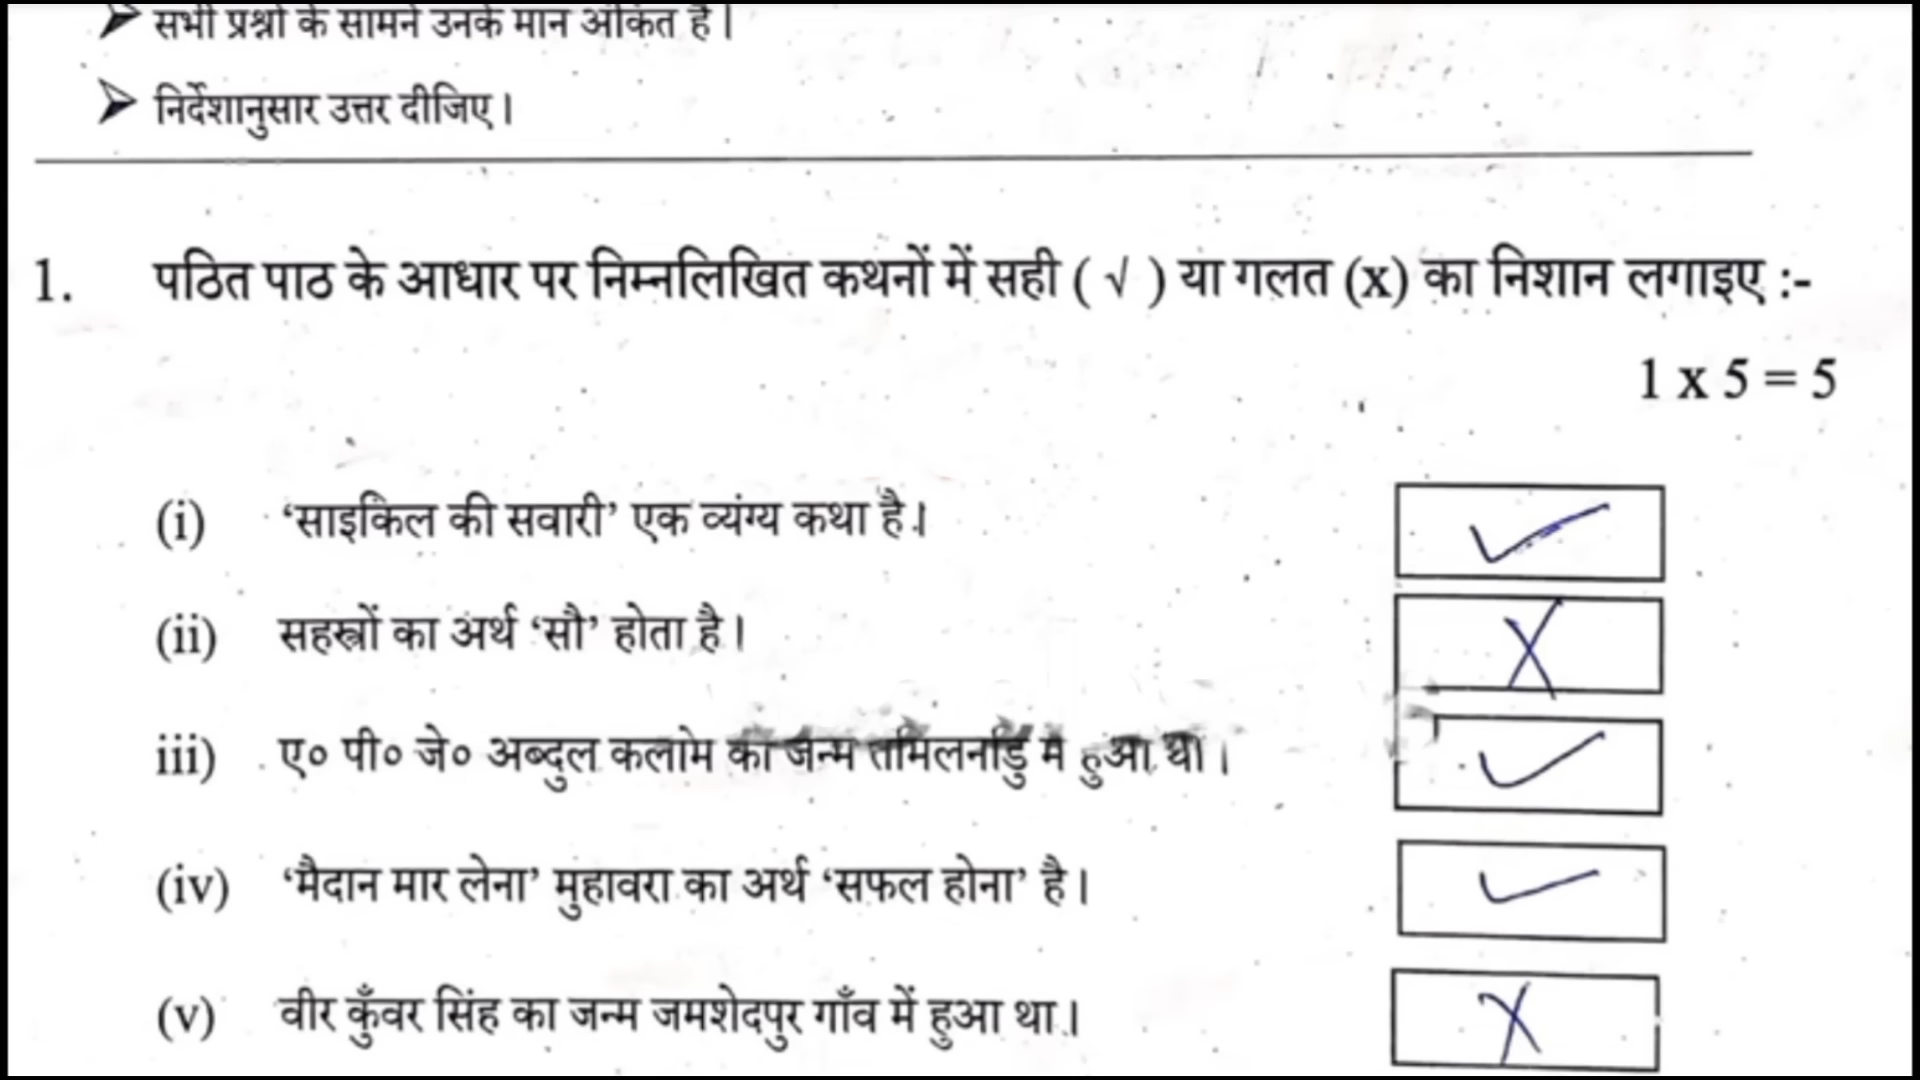 ➢ सभी प्रश्नों के सामने उनके मान अंकित हैं।
➢ निर्देशानुसार उत्तर दीजिए।
1. पठित पाठ के आधार पर निम्नलिखित कथनों में सही ( √ ) या गलत (x) का निशान लगाइए :-
1 x 5 = 5
(i) ‘साइकिल की सवारी’ एक व्यंग्य कथा है। ✓
(ii) सहस्त्रों का अर्थ ‘सौ’ होता है। X
iii) ए० पी० जे० अब्दुल कलाम का जन्म तमिलनाडु में हुआ था। ✓
(iv) ‘मैदान मार लेना’ मुहावरा का अर्थ ‘सफल होना’ है। ✓
(v) वीर कुँवर सिंह का जन्म जमशेदपुर गाँव में हुआ था। X